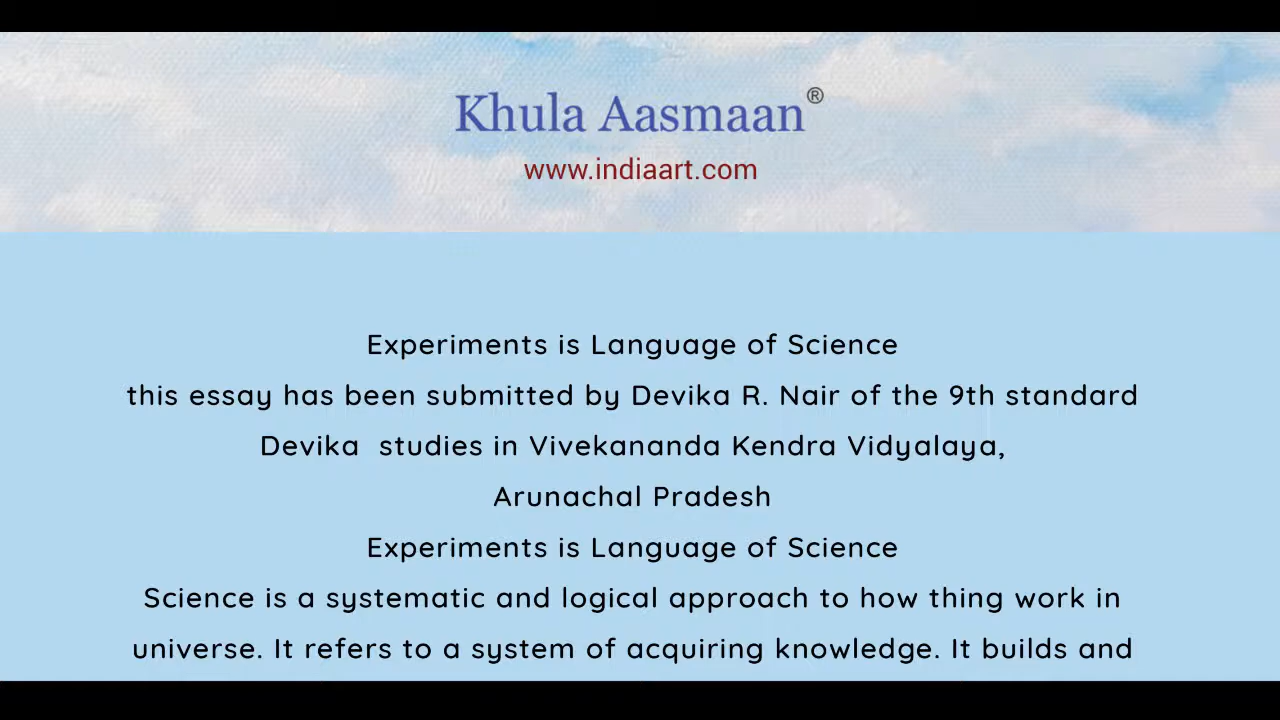 Khula Aasmaan®
www.indiaart.com
Experiments is Language of Science
this essay has been submitted by Devika R. Nair of the 9th standard
Devika  studies in Vivekananda Kendra Vidyalaya,
Arunachal Pradesh
Experiments is Language of Science
Science is a systematic and logical approach to how thing work in
universe. It refers to a system of acquiring knowledge. It builds and